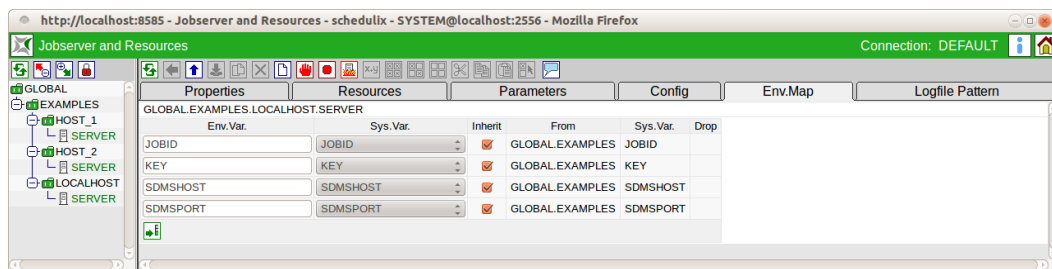 http://localhost:8585 - Jobserver and Resources - schedulix - SYSTEM@localhost:2556 - Mozilla Firefox
Jobserver and Resources Connection: DEFAULT
GLOBAL
EXAMPLES
HOST_1
SERVER
HOST_2
SERVER
LOCALHOST
SERVER
Properties Resources Parameters Config Env.Map Logfile Pattern
GLOBAL.EXAMPLES.LOCALHOST.SERVER
Env.Var. Sys.Var. Inherit From Sys.Var. Drop
JOBID JOBID GLOBAL.EXAMPLES JOBID
KEY KEY GLOBAL.EXAMPLES KEY
SDMSHOST SDMSHOST GLOBAL.EXAMPLES SDMSHOST
SDMSPORT SDMSPORT GLOBAL.EXAMPLES SDMSPORT